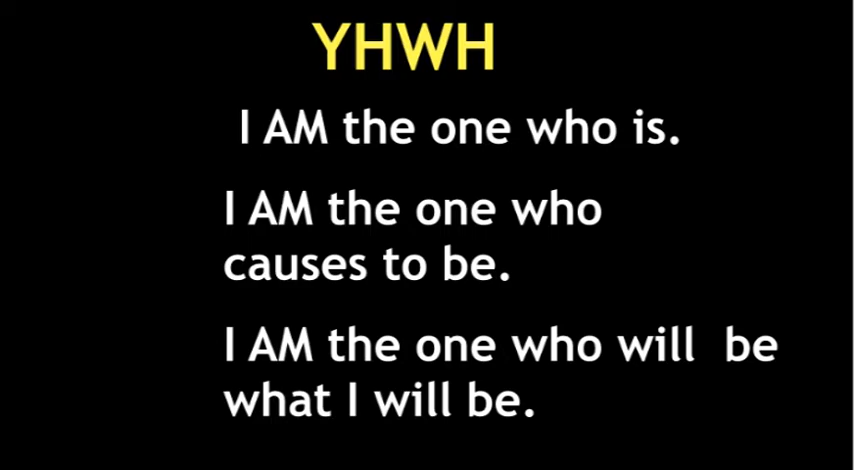 YHWH
I AM the one who is.
I AM the one who
causes to be.
I AM the one who will  be
what I will be.